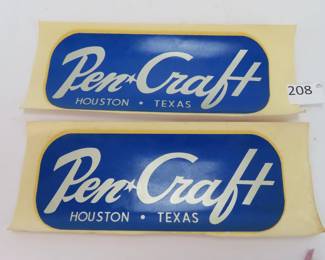 Pen★Craft
HOUSTON • TEXAS
208
Pen★Craft
HOUSTON • TEXAS